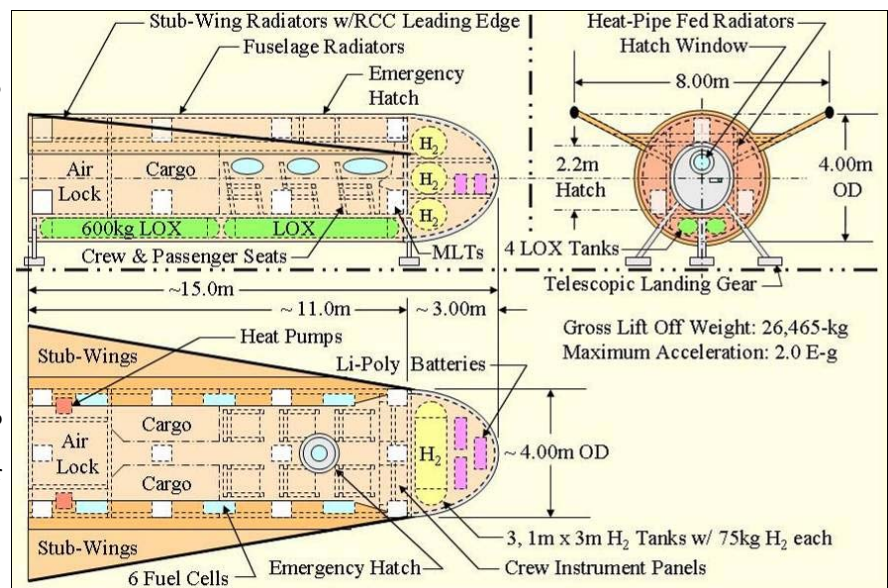 Stub-Wing Radiators w/RCC Leading Edge
Fuselage Radiators
Emergency
Hatch
H₂
Air
Lock
Cargo
H₂
H₂
600kg LOX
LOX
Crew & Passenger Seats
MLTs
Heat-Pipe Fed Radiators
Hatch Window
8.00m
2.2m
Hatch
4.00m
OD
4 LOX Tanks
Telescopic Landing Gear
~15.0m
~ 11.0m
~ 3.00m
Gross Lift Off Weight: 26,465-kg
Maximum Acceleration: 2.0 E-g
Stub-Wings
Heat Pumps
Li-Poly Batteries
Cargo
Air
Lock
H₂
~ 4.00m OD
Cargo
Stub-Wings
6 Fuel Cells
Emergency Hatch
3, 1m x 3m H₂ Tanks w/ 75kg H₂ each
Crew Instrument Panels